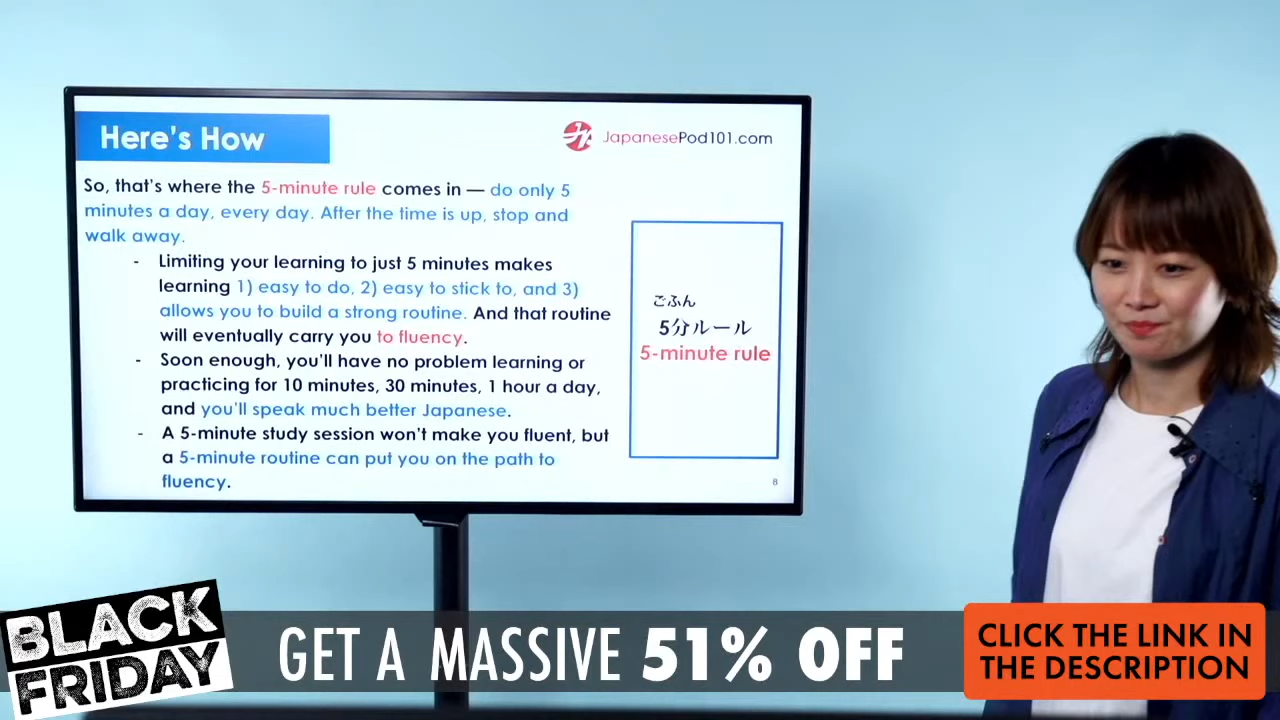 Here's How
JapanesePod101.com
So, that's where the 5-minute rule comes in — do only 5
minutes a day, every day. After the time is up, stop and
walk away.
- Limiting your learning to just 5 minutes makes
learning 1) easy to do, 2) easy to stick to, and 3)
allows you to build a strong routine. And that routine
will eventually carry you to fluency.
- Soon enough, you'll have no problem learning or
practicing for 10 minutes, 30 minutes, 1 hour a day,
and you'll speak much better Japanese.
- A 5-minute study session won't make you fluent, but
a 5-minute routine can put you on the path to
fluency.
ごふん
5分ルール
5-minute rule
8
BLACK
FRIDAY
GET A MASSIVE 51% OFF
CLICK THE LINK IN
THE DESCRIPTION